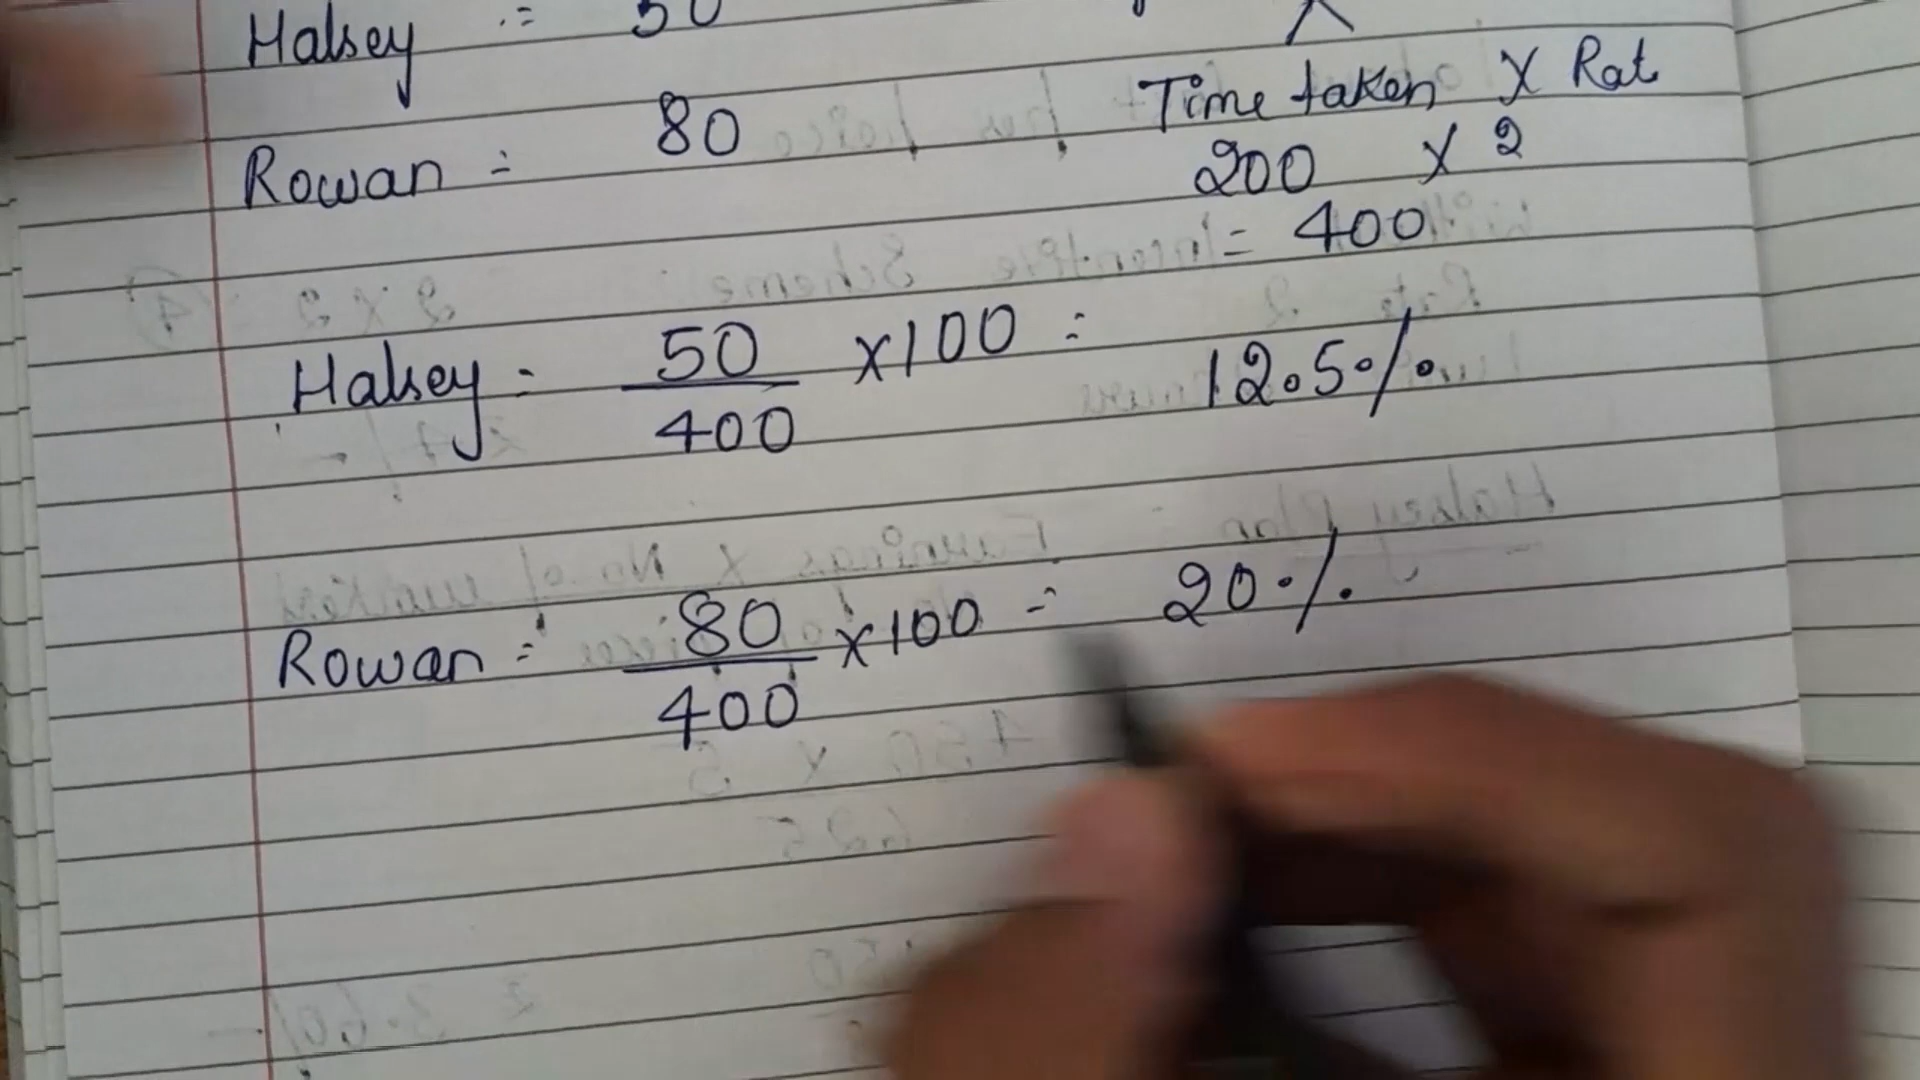 Halsey := 50
Rowan = 80
Time taken X Rat
200 X 2
= 400
Halsey = 50/400 x100 = 12.5%
Rowan = 80/400 x100 = 20%